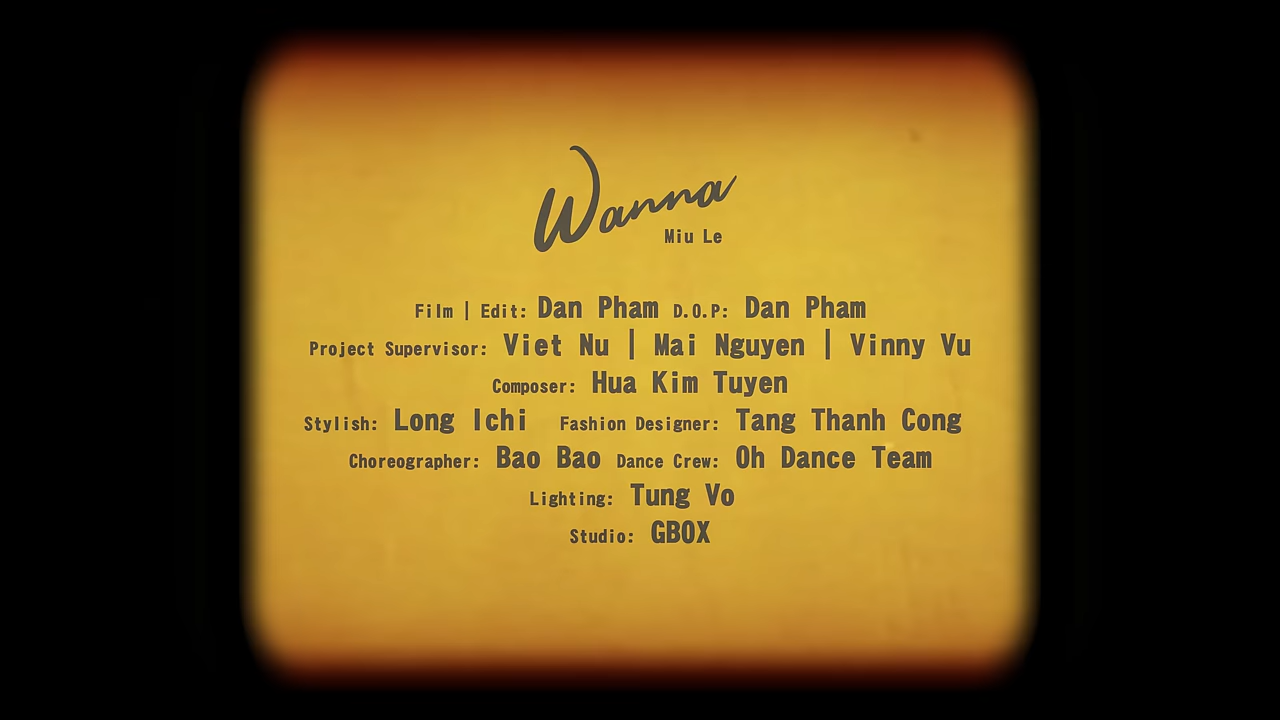 Wanna
Miu Le
Film | Edit: Dan Pham D.O.P: Dan Pham
Project Supervisor: Viet Nu | Mai Nguyen | Vinny Vu
Composer: Hua Kim Tuyen
Stylish: Long Ichi Fashion Designer: Tang Thanh Cong
Choreographer: Bao Bao Dance Crew: Oh Dance Team
Lighting: Tung Vo
Studio: GBOX